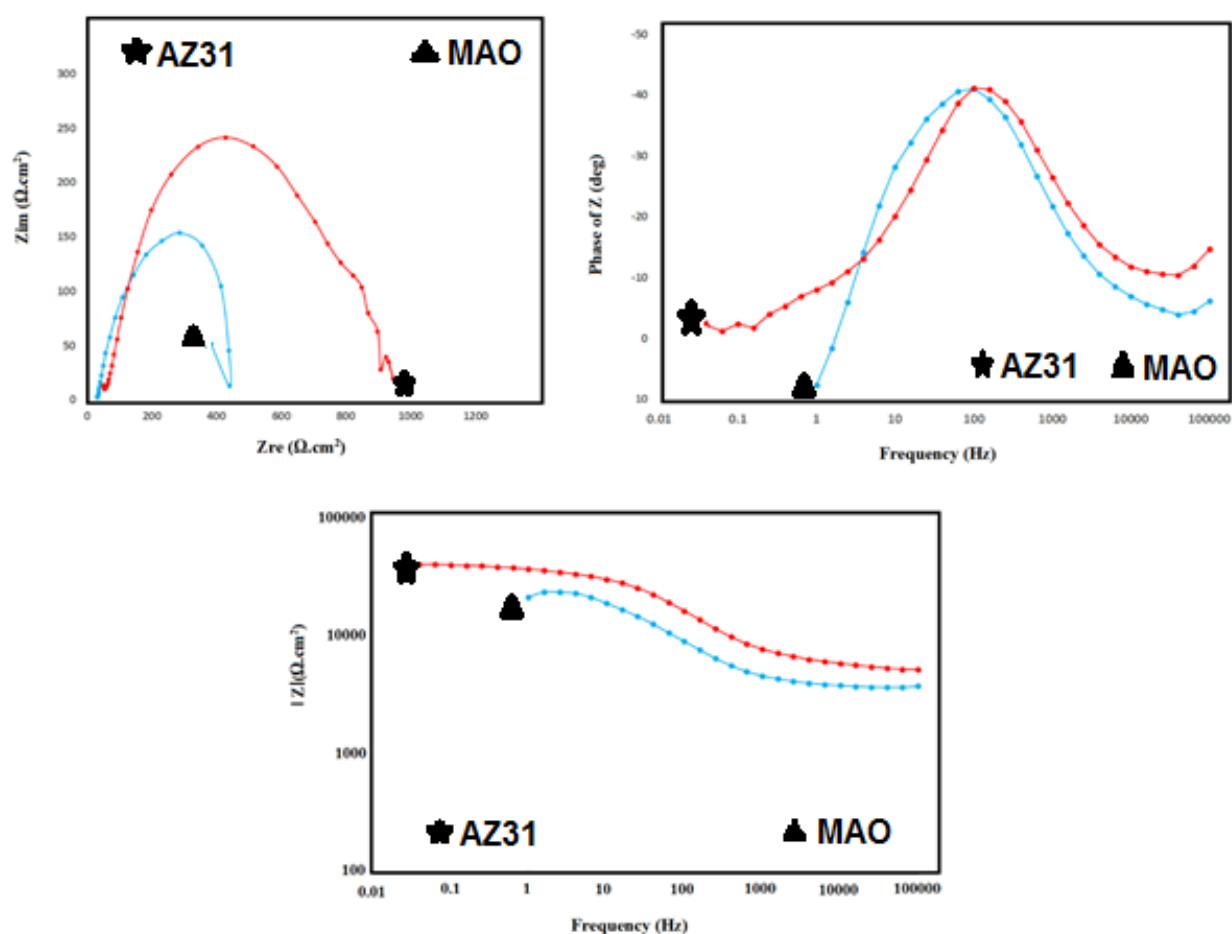 AZ31 MAO
300
250
200
150
100
50
0
Zim (Ω.cm²)
0 200 400 600 800 1000 1200
Zre (Ω.cm²)
-50
-40
-30
-20
-10
0
10
Phase of Z (deg)
AZ31 MAO
0.01 0.1 1 10 100 1000 10000 100000
Frequency (Hz)
100000
10000
1000
100
| Z|(Ω.cm²)
AZ31 MAO
0.01 0.1 1 10 100 1000 10000 100000
Frequency (Hz)